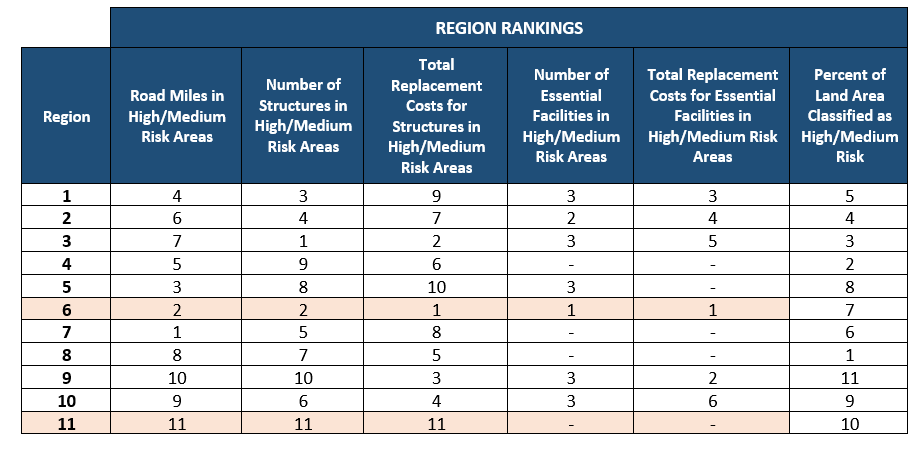 REGION RANKINGS
Region
Road Miles in
High/Medium
Risk Areas
Number of
Structures in
High/Medium
Risk Areas
Total
Replacement
Costs for
Structures in
High/Medium
Risk Areas
Number of
Essential
Facilities in
High/Medium
Risk Areas
Total Replacement
Costs for Essential
Facilities in
High/Medium Risk
Areas
Percent of
Land Area
Classified as
High/Medium
Risk
1 4 3 9 3 3 5
2 6 4 7 2 4 4
3 7 1 2 3 5 3
4 5 9 6 - - 2
5 3 8 10 3 - 8
6 2 2 1 1 1 7
7 1 5 8 - - 6
8 8 7 5 - - 1
9 10 10 3 3 2 11
10 9 6 4 3 6 9
11 11 11 11 - - 10